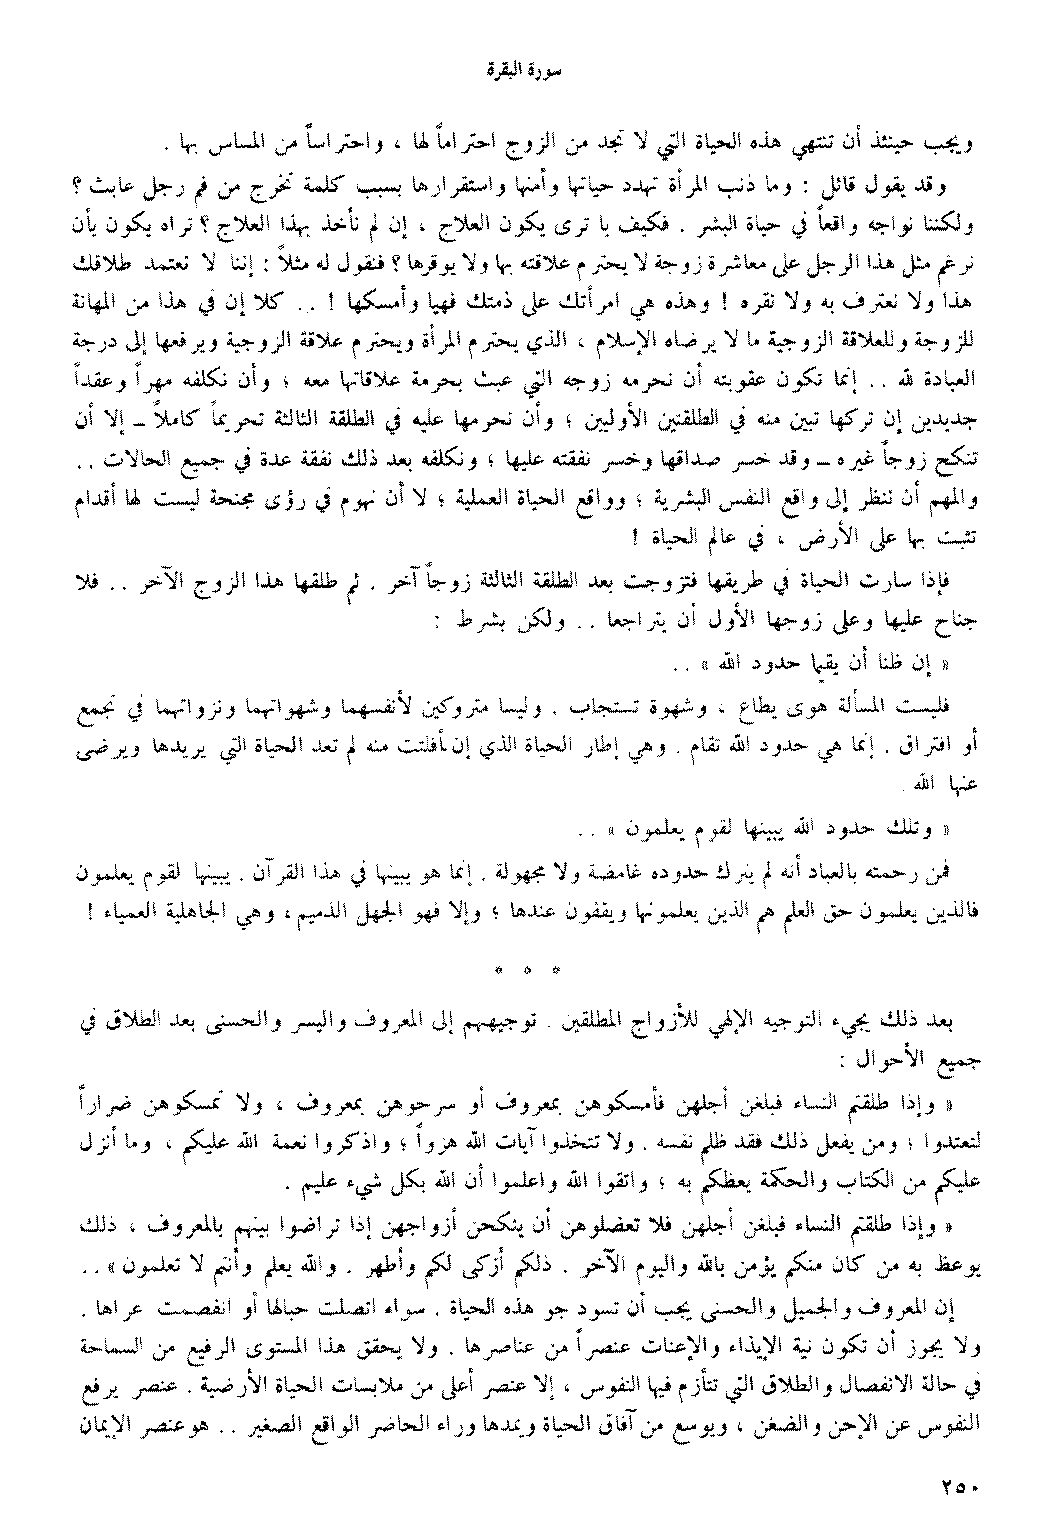 سورة البقرة
ويجب حينئذ أن تنتهي هذه الحياة التي لا تجد من الزوج احتراماً لها ، واحتراساً من المساس بها .
وقد يقول قائل : وما ذنب المرأة تهدد حياتها وأمنها واستقرارها بسبب كلمة تخرج من فم رجل عابث ؟
ولكننا نواجه واقعاً في حياة البشر . فكيف يا ترى يكون العلاج ، إن لم نأخذ بهذا العلاج ؟ تراه يكون بأن
نرغم مثل هذا الرجل على معاشرة زوجة لا يحترم علاقته بها ولا يوقرها ؟ فنقول له مثلاً : إننا لا نعتمد طلاقك
هذا ولا نعترف به ولا نقره ! وهذه هي امرأتك على ذمتك فهيا وأمسكها ! .. كلا إن في هذا من المهانة
للزوجة وللعلاقة الزوجية ما لا يرضاه الإسلام ، الذي يحترم المرأة ويحترم علاقة الزوجية ويرفعها إلى درجة
العبادة لله .. إنما تكون عقوبته أن نحرمه زوجه التي عبث بحرمة علاقاتها معه ؛ وأن نكلفه مهراً وعقداً
جديدين إن تركها تبين منه في الطلقتين الأوليين ؛ وأن نحرمها عليه في الطلقة الثالثة تحريماً كاملاً – إلا أن
تنكح زوجاً غيره – وقد خسر صداقها وخسر نفقته عليها ؛ ونكلفه بعد ذلك نفقة عدة في جميع الحالات ..
والمهم أن ننظر إلى واقع النفس البشرية ؛ وواقع الحياة العملية ؛ لا أن نهوم في رؤى مجنحة ليست لها أقدام
تثبت بها على الأرض ، في عالم الحياة !
فإذا سارت الحياة في طريقها فتزوجت بعد الطلقة الثالثة زوجاً آخر . ثم طلقها هذا الزوج الآخر .. فلا
جناح عليها وعلى زوجها الأول أن يتراجعا .. ولكن بشرط :
« إن ظنا أن يقيما حدود الله » ..
فليست المسألة هوى يطاع ، وشهوة تستجاب . وليسا متروكين لأنفسهما وشهواتهما ونزواتهما في تجمع
أو افتراق . إنما هي حدود الله تقام . وهي إطار الحياة الذي إن أفلتت منه لم تعد الحياة التي يريدها ويرضى
عنها الله .
« وتلك حدود الله يبينها لقوم يعلمون » ..
فمن رحمته بالعباد أنه لم يترك حدوده غامضة ولا مجهولة . إنما هو يبينها في هذا القرآن . يبينها لقوم يعلمون
فالذين يعلمون حق العلم هم الذين يعلمونها ويقفون عندها ؛ وإلا فهو الجهل الذميم ، وهي الجاهلية العمياء !
* * *
بعد ذلك يجيء التوجيه الإلهي للأزواج المطلقين . توجيههم إلى المعروف واليسر والحسنى بعد الطلاق في
جميع الأحوال :
« وإذا طلقتم النساء فبلغن أجلهن فأمسكوهن بمعروف أو سرحوهن بمعروف ، ولا تمسكوهن ضراراً
لتعتدوا ؛ ومن يفعل ذلك فقد ظلم نفسه . ولا تتخذوا آيات الله هزواً ؛ واذكروا نعمة الله عليكم ، وما أنزل
عليكم من الكتاب والحكمة يعظكم به ؛ واتقوا الله واعلموا أن الله بكل شيء عليم .
« وإذا طلقتم النساء فبلغن أجلهن فلا تعضلوهن أن ينكحن أزواجهن إذا تراضوا بينهم بالمعروف ، ذلك
يوعظ به من كان منكم يؤمن بالله واليوم الآخر . ذلكم أزكى لكم وأطهر . والله يعلم وأنتم لا تعلمون » ..
إن المعروف والجميل والحسنى يجب أن تسود جو هذه الحياة . سواء اتصلت حبالها أو انفصمت عراها .
ولا يجوز أن تكون نية الإيذاء والإعنات عنصراً من عناصرها . ولا يحقق هذا المستوى الرفيع من السماحة
في حالة الانفصال والطلاق التي تتأزم فيها النفوس ، إلا عنصر أعلى من ملابسات الحياة الأرضية . عنصر يرفع
النفوس عن الإحن والضغن ، ويوسع من آفاق الحياة ويمدها وراء الحاضر الواقع الصغير .. هو عنصر الإيمان
٢٥٠